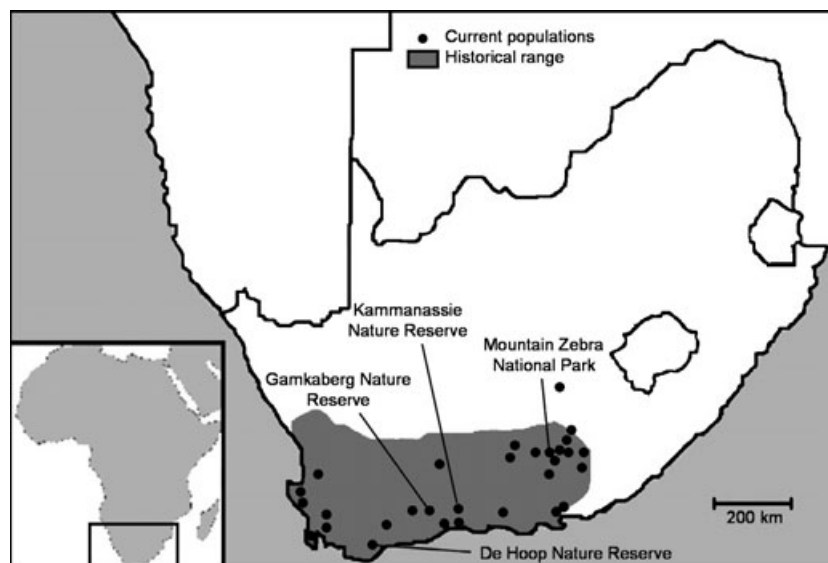 Current populations
Historical range
Kammanassie
Nature Reserve
Mountain Zebra
National Park
Gamkaberg Nature
Reserve
200 km
De Hoop Nature Reserve